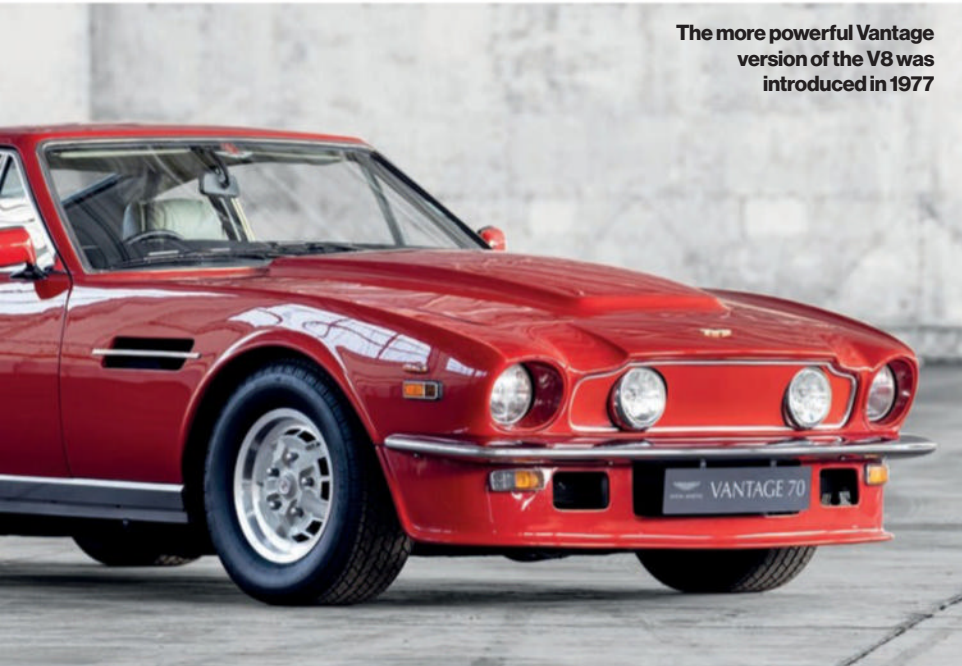 The more powerful Vantage
version of the V8 was
introduced in 1977
VANTAGE 70